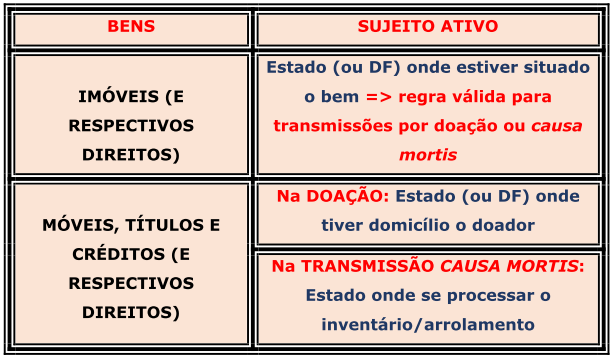 BENS
SUJEITO ATIVO
IMÓVEIS (E
RESPECTIVOS
DIREITOS)
Estado (ou DF) onde estiver situado
o bem => regra válida para
transmissões por doação ou causa
mortis
MÓVEIS, TÍTULOS E
CRÉDITOS (E
RESPECTIVOS
DIREITOS)
Na DOAÇÃO: Estado (ou DF) onde
tiver domicílio o doador
Na TRANSMISSÃO CAUSA MORTIS:
Estado onde se processar o
inventário/arrolamento